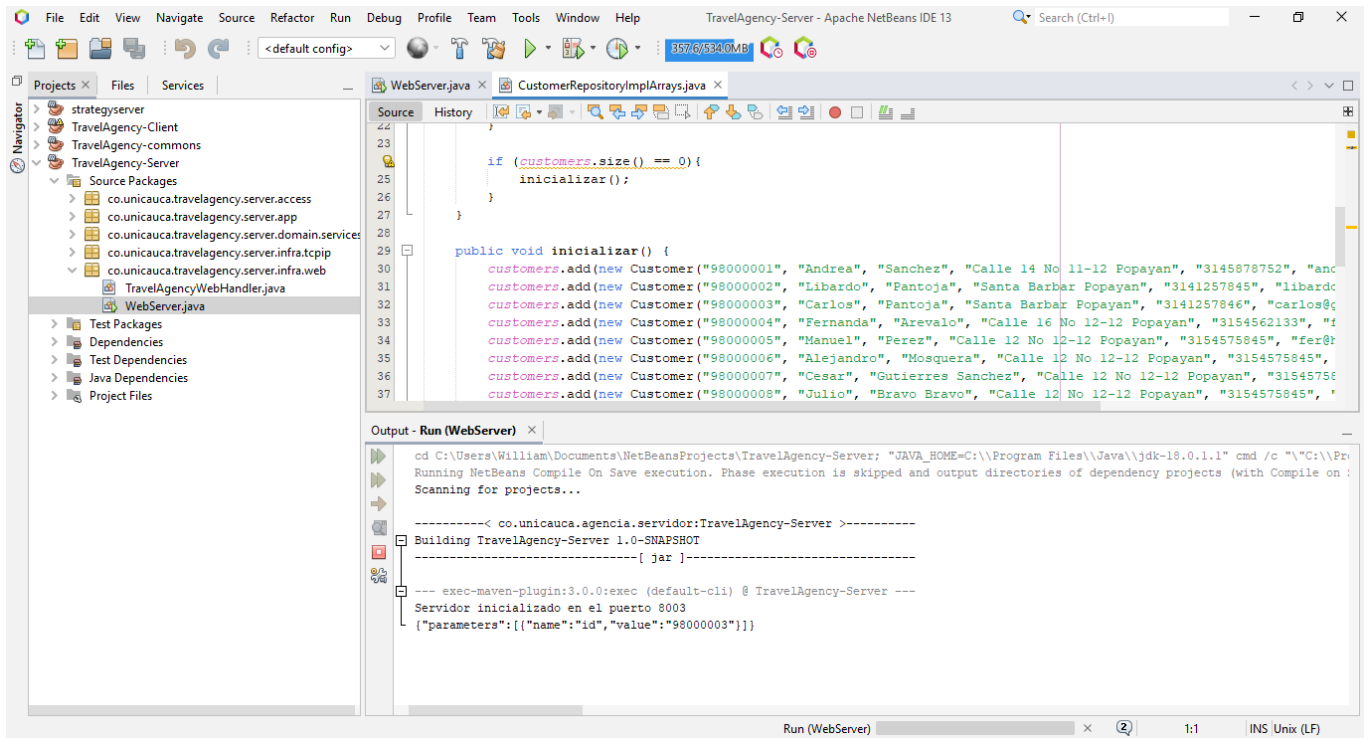 File Edit View Navigate Source Refactor Run Debug Profile Team Tools Window Help TravelAgency-Server - Apache NetBeans IDE 13 Search (Ctrl+I)
<default config> 357.6/534.0MB
Projects Files Services
Navigator
strategyserver
TravelAgency-Client
TravelAgency-commons
TravelAgency-Server
Source Packages
co.unicauca.travelagency.server.access
co.unicauca.travelagency.server.app
co.unicauca.travelagency.server.domain.services
co.unicauca.travelagency.server.infra.tcpip
co.unicauca.travelagency.server.infra.web
TravelAgencyWebHandler.java
WebServer.java
Test Packages
Dependencies
Test Dependencies
Java Dependencies
Project Files
WebServer.java CustomerRepositoryImplArrays.java
Source History
22 }
23
if (customers.size() == 0){
25 inicializar();
26 }
27 }
28
29 public void inicializar() {
30 customers.add(new Customer("98000001", "Andrea", "Sanchez", "Calle 14 No 11-12 Popayan", "3145878752", "and
31 customers.add(new Customer("98000002", "Libardo", "Pantoja", "Santa Barbar Popayan", "3141257845", "libardo
32 customers.add(new Customer("98000003", "Carlos", "Pantoja", "Santa Barbar Popayan", "3141257846", "carlos@g
33 customers.add(new Customer("98000004", "Fernanda", "Arevalo", "Calle 16 No 12-12 Popayan", "3154562133", "f
34 customers.add(new Customer("98000005", "Manuel", "Perez", "Calle 12 No 12-12 Popayan", "3154575845", "fer@h
35 customers.add(new Customer("98000006", "Alejandro", "Mosquera", "Calle 12 No 12-12 Popayan", "3154575845",
36 customers.add(new Customer("98000007", "Cesar", "Gutierres Sanchez", "Calle 12 No 12-12 Popayan", "31545758
37 customers.add(new Customer("98000008", "Julio", "Bravo Bravo", "Calle 12 No 12-12 Popayan", "3154575845", "
Output - Run (WebServer)
cd C:\Users\William\Documents\NetBeansProjects\TravelAgency-Server; "JAVA_HOME=C:\\Program Files\\Java\\jdk-18.0.1.1" cmd /c "\"C:\\Pr
Running NetBeans Compile On Save execution. Phase execution is skipped and output directories of dependency projects (with Compile on
Scanning for projects...
----------< co.unicauca.agencia.servidor:TravelAgency-Server >----------
Building TravelAgency-Server 1.0-SNAPSHOT
--------------------------------[ jar ]---------------------------------
--- exec-maven-plugin:3.0.0:exec (default-cli) @ TravelAgency-Server ---
Servidor inicializado en el puerto 8003
{"parameters":[{"name":"id","value":"98000003"}]}
Run (WebServer) 2 1:1 INS Unix (LF)